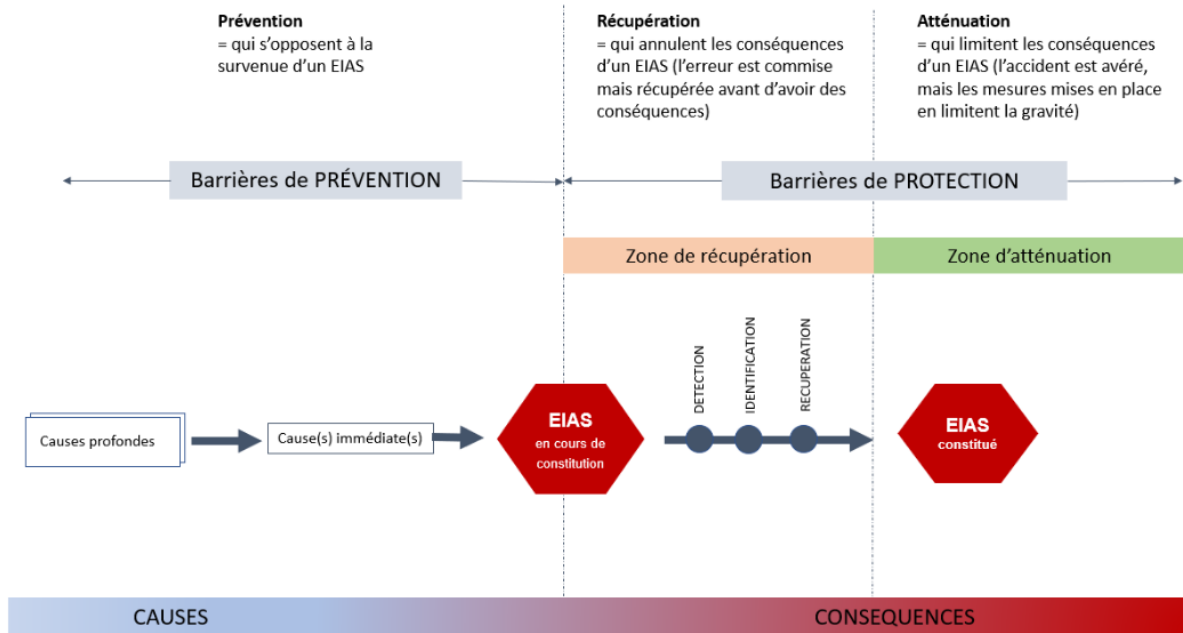 Prévention
= qui s'opposent à la
survenue d'un EIAS
Récupération
= qui annulent les conséquences
d'un EIAS (l'erreur est commise
mais récupérée avant d'avoir des
conséquences)
Atténuation
= qui limitent les conséquences
d'un EIAS (l'accident est avéré,
mais les mesures mises en place
en limitent la gravité)
Barrières de PRÉVENTION
Barrières de PROTECTION
Zone de récupération
Zone d'atténuation
Causes profondes
Cause(s) immédiate(s)
EIAS
en cours de
constitution
DETECTION
IDENTIFICATION
RECUPERATION
EIAS
constitué
CAUSES
CONSEQUENCES